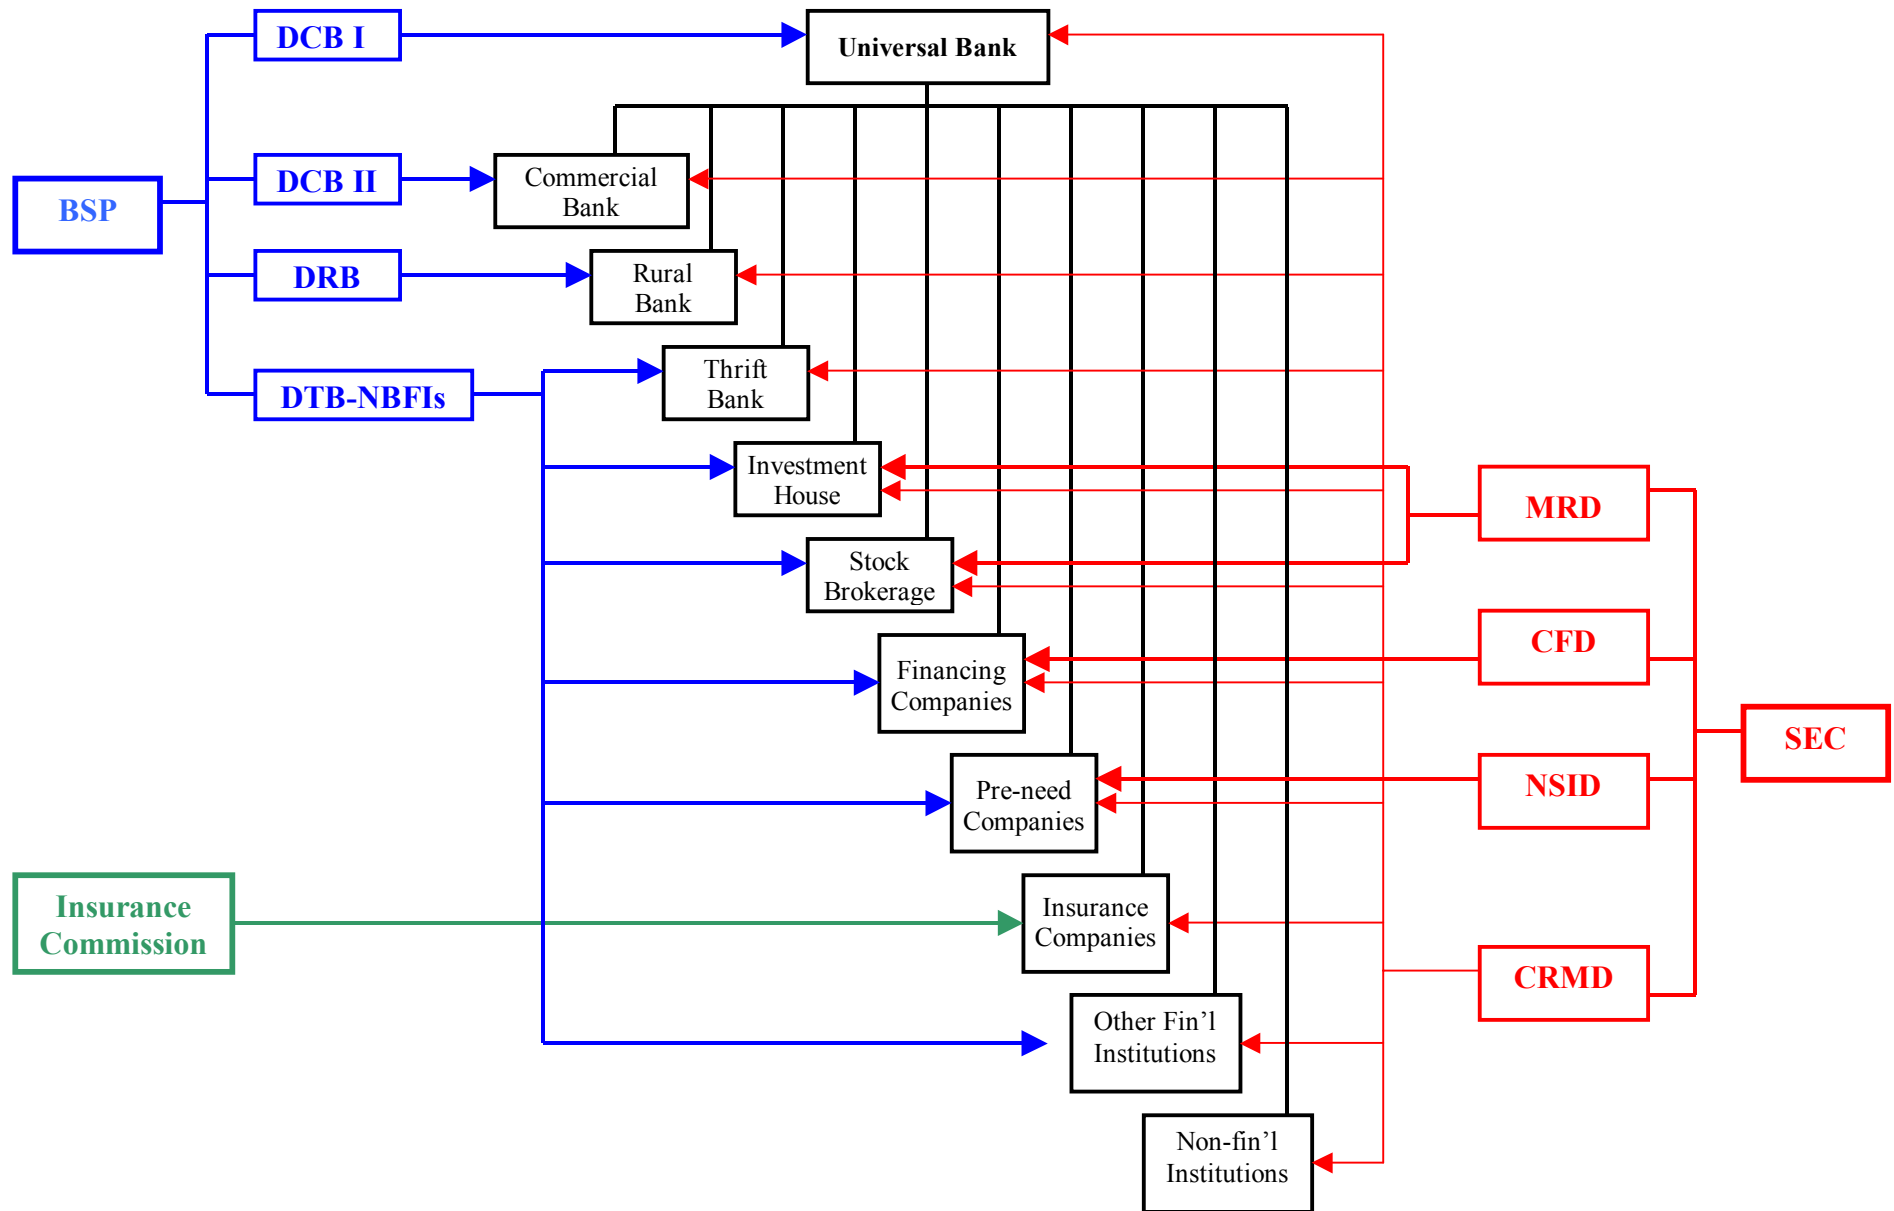 DCB I
Universal Bank
DCB II
Commercial
Bank
BSP
DRB
Rural
Bank
Thrift
Bank
DTB-NBFIs
Investment
House
MRD
Stock
Brokerage
CFD
Financing
Companies
SEC
NSID
Pre-need
Companies
Insurance
Commission
Insurance
Companies
CRMD
Other Fin’l
Institutions
Non-fin’l
Institutions